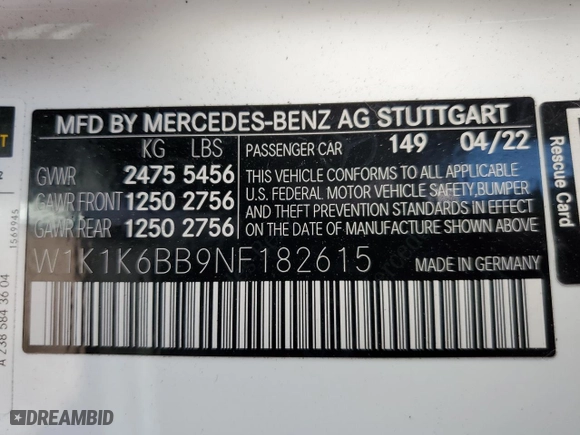 MFD BY MERCEDES-BENZ AG STUTTGART
KG LBS
GVWR 2475 5456
GAWR FRONT 1250 2756
GAWR REAR 1250 2756
PASSENGER CAR 149 04/22
THIS VEHICLE CONFORMS TO ALL APPLICABLE
U.S. FEDERAL MOTOR VEHICLE SAFETY, BUMPER
AND THEFT PREVENTION STANDARDS IN EFFECT
ON THE DATE OF MANUFACTURE SHOWN ABOVE.
W1K1K6BB9NF182615 MADE IN GERMANY
Rescue Card
A 238 584 36 04
DREAMBID